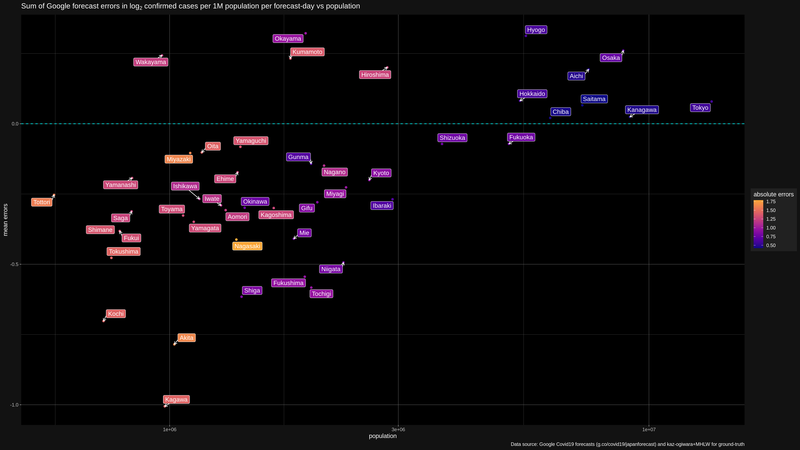 Sum of Google forecast errors in log2 confirmed cases per 1M population per forecast-day vs population
Hyogo
Okayama
Kumamoto
Osaka
Wakayama
Hiroshima
Aichi
Hokkaido
Saitama
Tokyo
Kanagawa
Chiba
absolute errors
1.75
1.50
1.25
1.00
0.75
0.50
mean errors
0.0
-0.5
-1.0
Shizuoka
Fukuoka
Yamaguchi
Oita
Miyazaki
Gunma
Nagano
Kyoto
Ehime
Yamanashi
Ishikawa
Miyagi
Iwate
Tottori
Okinawa
Ibaraki
Toyama
Gifu
Kagoshima
Aomori
Saga
Yamagata
Shimane
Mie
Fukui
Nagasaki
Tokushima
Niigata
Fukushima
Shiga
Tochigi
Kochi
Akita
Kagawa
1e+06
3e+06
1e+07
population
Data source: Google Covid19 forecasts (g.co/covid19/japanforecast) and kaz-ogiwara+MHLW for ground-truth